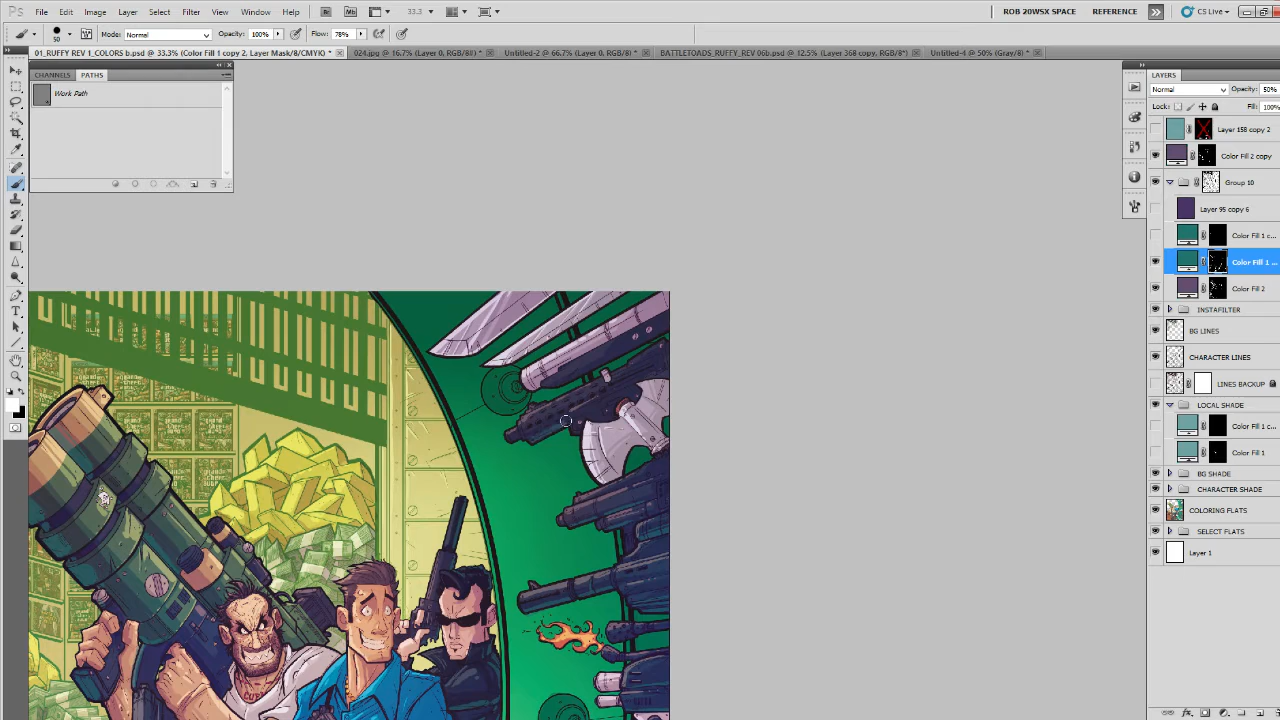 Ps File Edit Image Layer Select Filter View Window Help Br Mb 33.3 ROB 20WSX SPACE REFERENCE CS Live
50 Mode: Normal Opacity: 100% Flow: 78%
01_RUFFY REV 1_COLORS b.psd @ 33.3% (Color Fill 1 copy 2, Layer Mask/8/CMYK) * 024.jpg @ 16.7% (Layer 0, RGB/8#) * Untitled-2 @ 66.7% (Layer 0, RGB/8) * BATTLETOADS_RUFFY_REV 06b.psd @ 12.5% (Layer 368 copy, RGB/8*) Untitled-4 @ 50% (Gray/8) *
CHANNELS PATHS
Work Path
LAYERS
Normal Opacity: 50%
Lock: Fill: 100%
Layer 158 copy 2
Color Fill 2 copy
Group 10
Layer 95 copy 6
Color Fill 1 c...
Color Fill 1 ...
Color Fill 2
INSTAFILTER
BG LINES
CHARACTER LINES
LINES BACKUP
LOCAL SHADE
Color Fill 1 c...
Color Fill 1
BG SHADE
CHARACTER SHADE
COLORING FLATS
SELECT FLATS
Layer 1